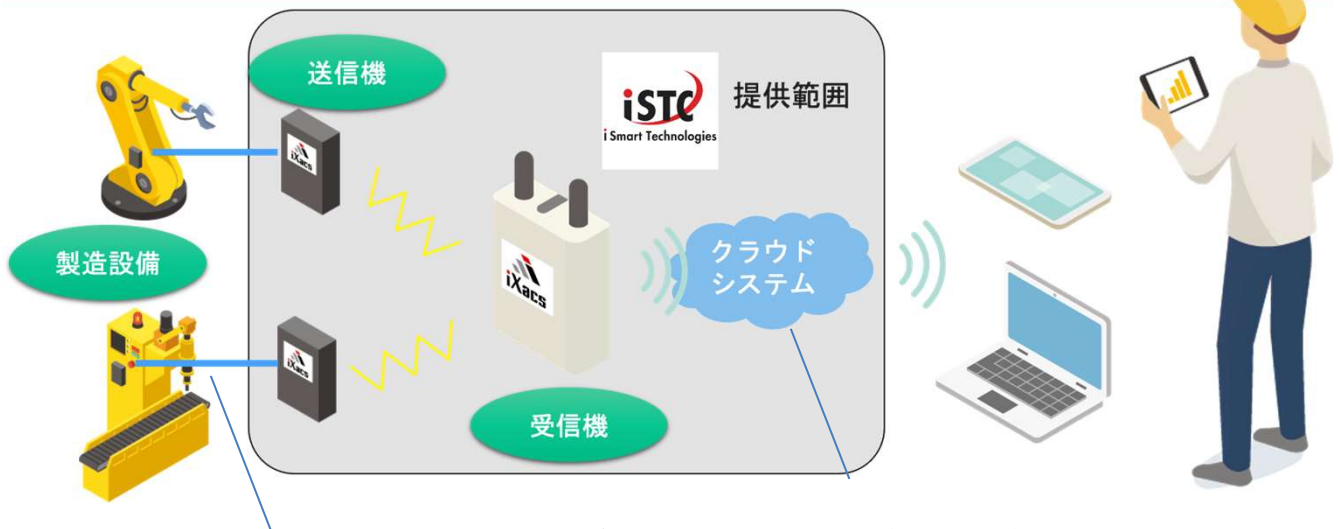 送信機
iSTC
i Smart Technologies
提供範囲
iXacs
製造設備
iXacs
クラウド
システム
iXacs
受信機